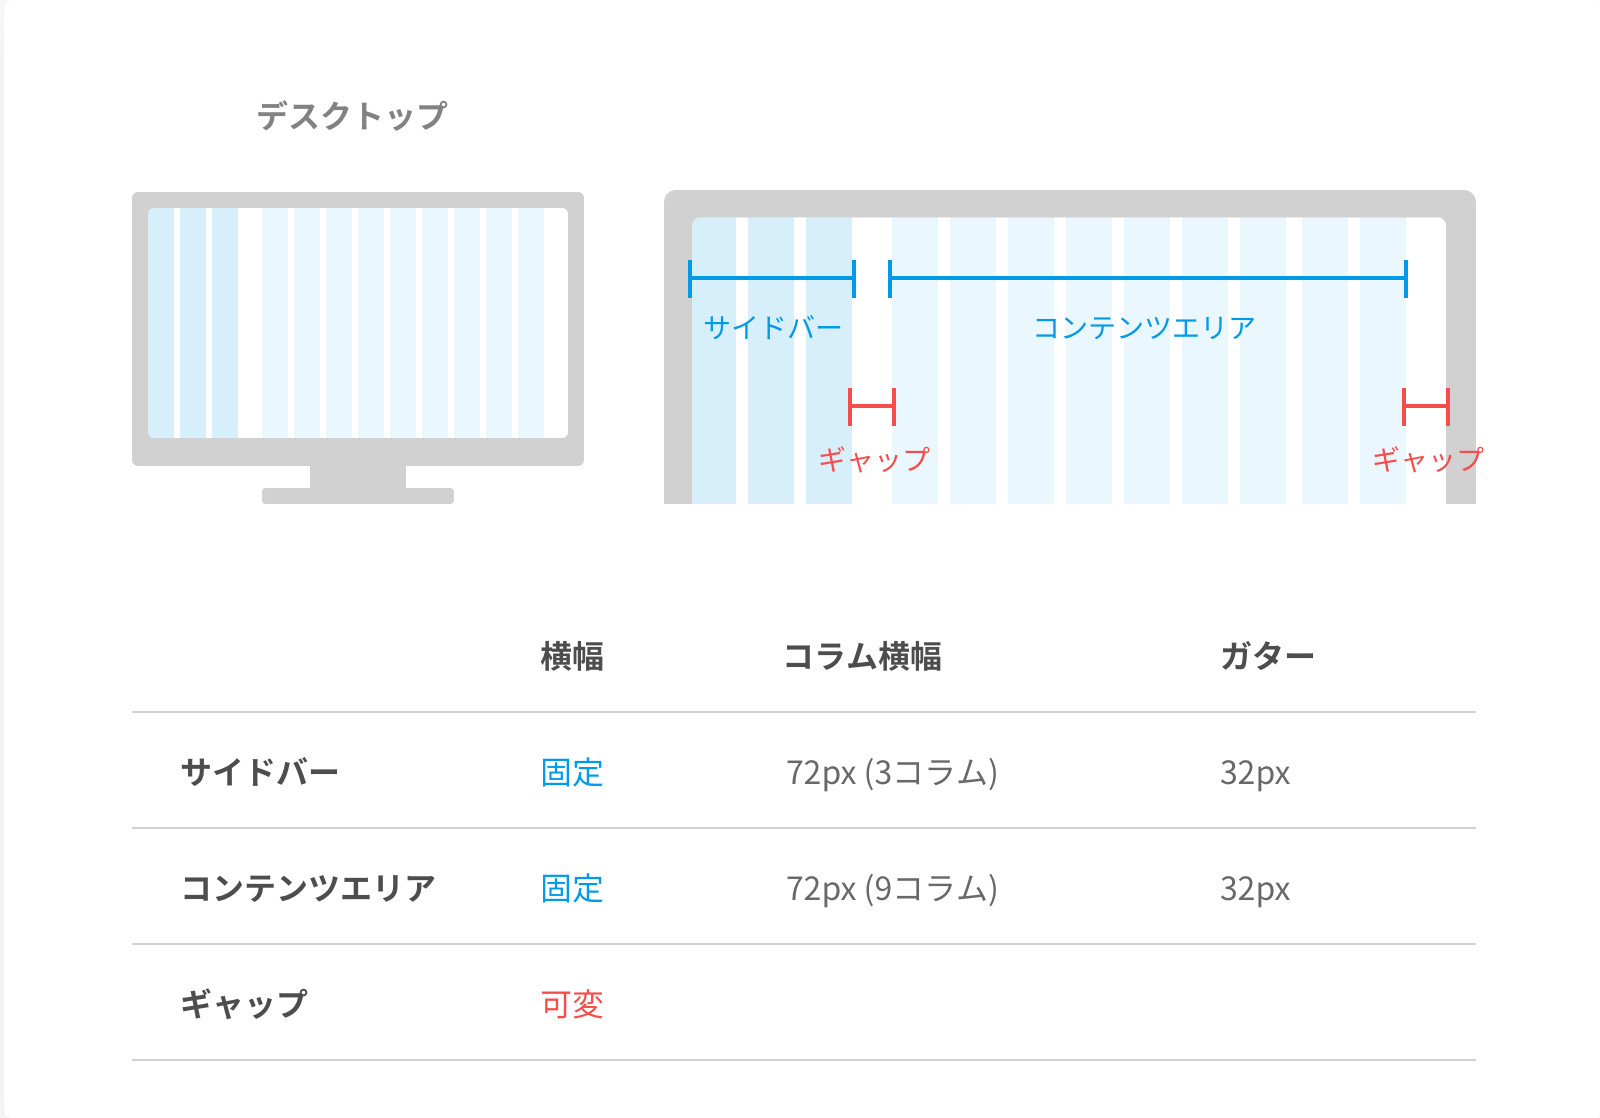 デスクトップ
サイドバー
コンテンツエリア
ギャップ
ギャップ
横幅 コラム横幅 ガター
サイドバー 固定 72px (3コラム) 32px
コンテンツエリア 固定 72px (9コラム) 32px
ギャップ 可変